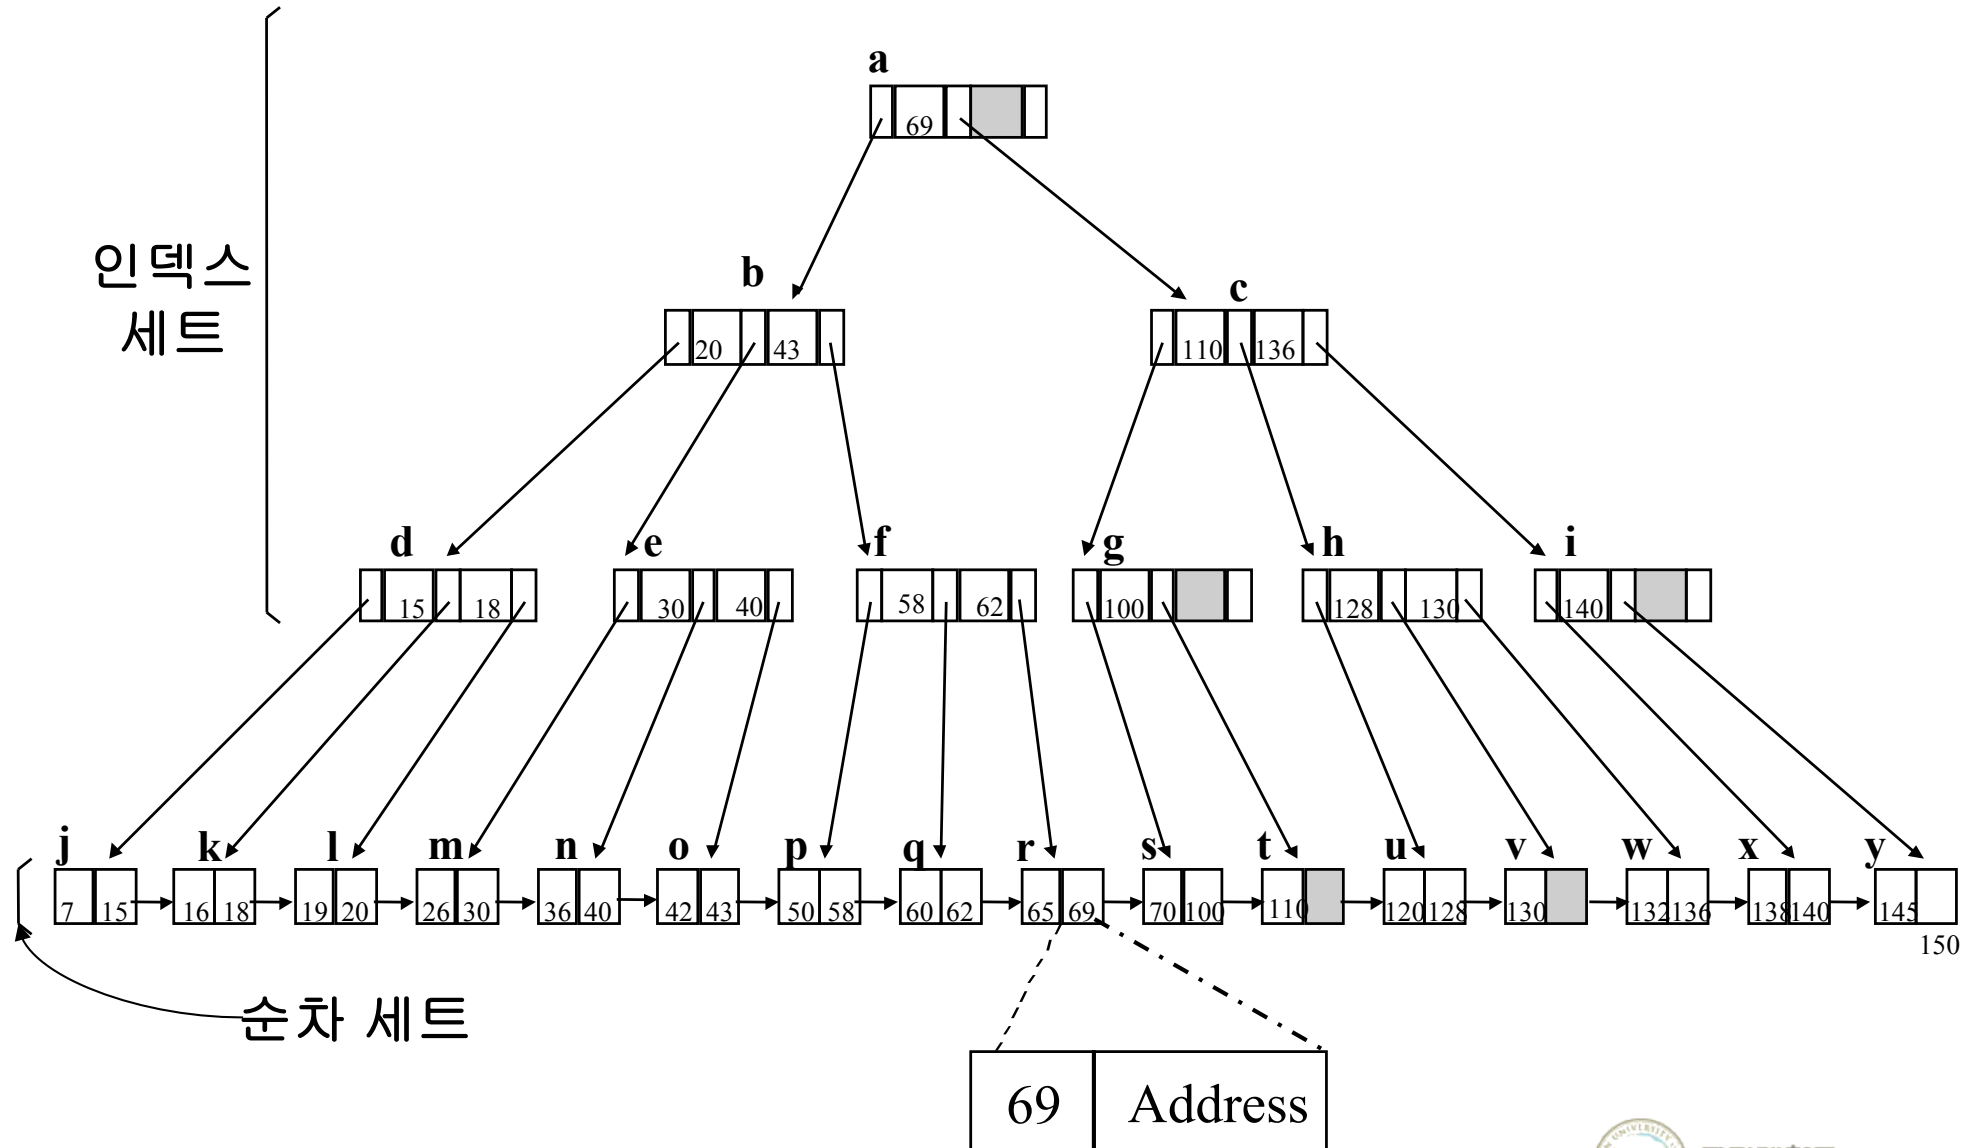 a
69
인덱스
세트
b
c
20 43
110 136
d e f g h i
15 18 30 40 58 62 100 128 130 140
j k l m n o p q r s t u v w x y
7 15 16 18 19 20 26 30 36 40 42 43 50 58 60 62 65 69 70 100 110 120 128 130 132 136 138 140 145
150
순차 세트
69 Address